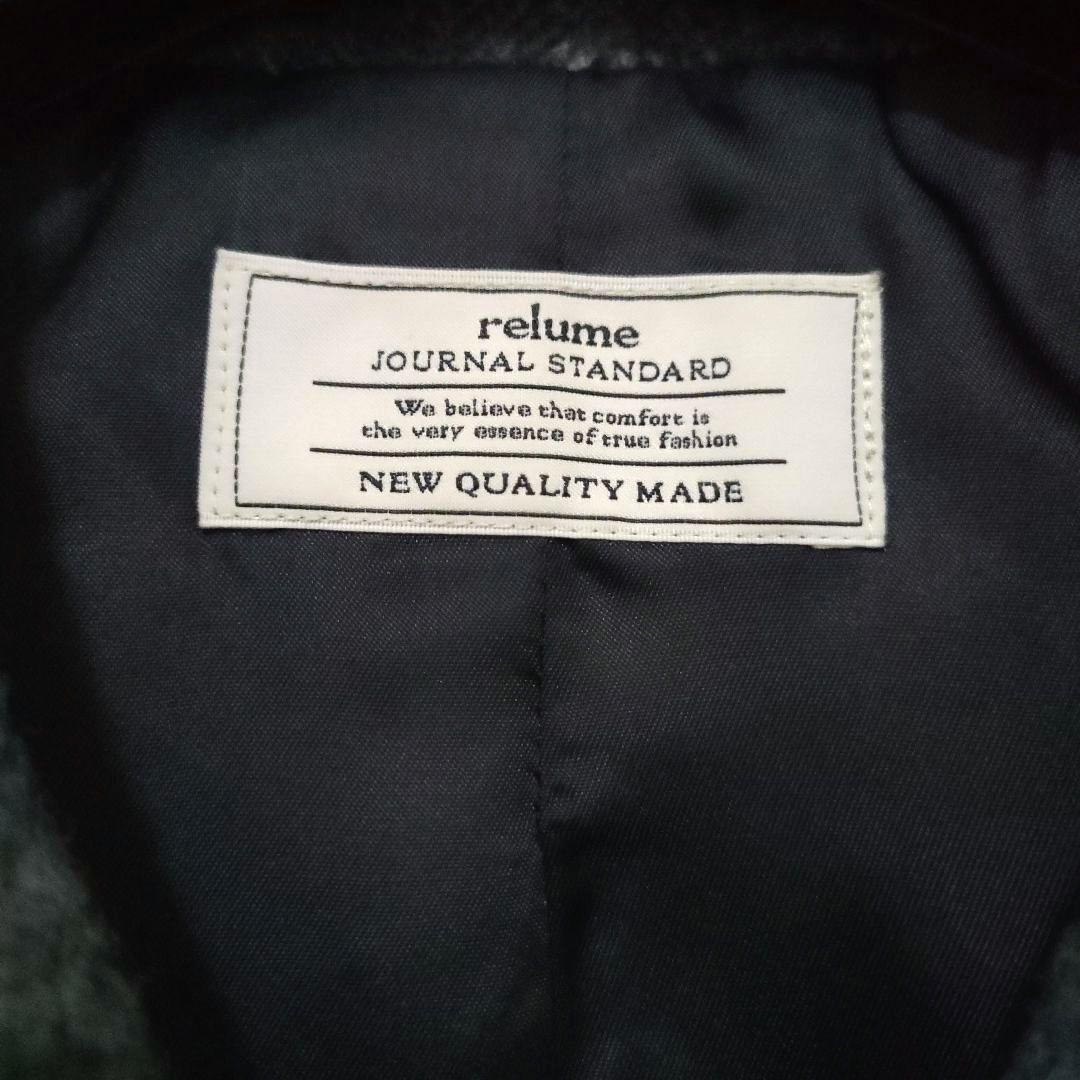 relume
JOURNAL STANDARD
We believe that comfort is
the very essence of true fashion
NEW QUALITY MADE